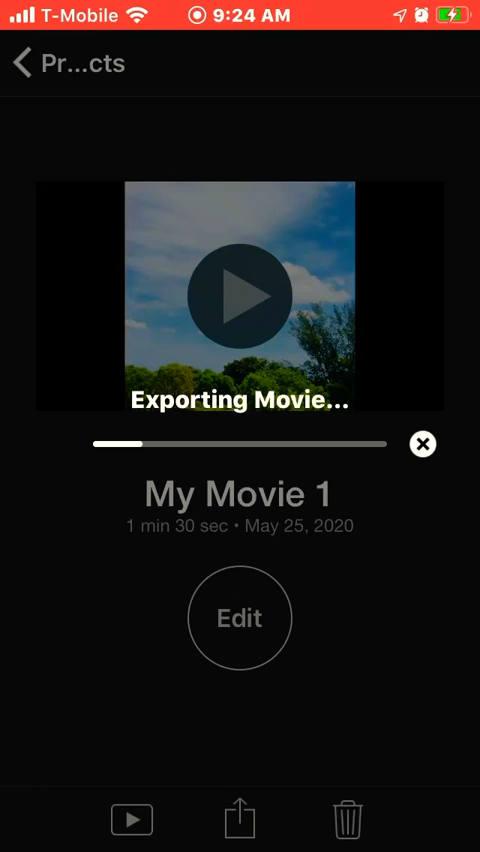 T-Mobile 9:24 AM
Pr...cts
Exporting Movie...
My Movie 1
1 min 30 sec • May 25, 2020
Edit